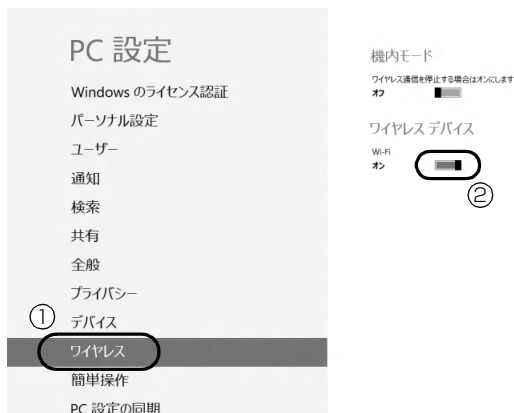 PC 設定
Windows のライセンス認証
パーソナル設定
ユーザー
通知
検索
共有
全般
プライバシー
①
デバイス
ワイヤレス
簡単操作
PC 設定の同期
機内モード
ワイヤレス通信を停止する場合はオンにします
オフ
ワイヤレス デバイス
Wi-Fi
オン
②